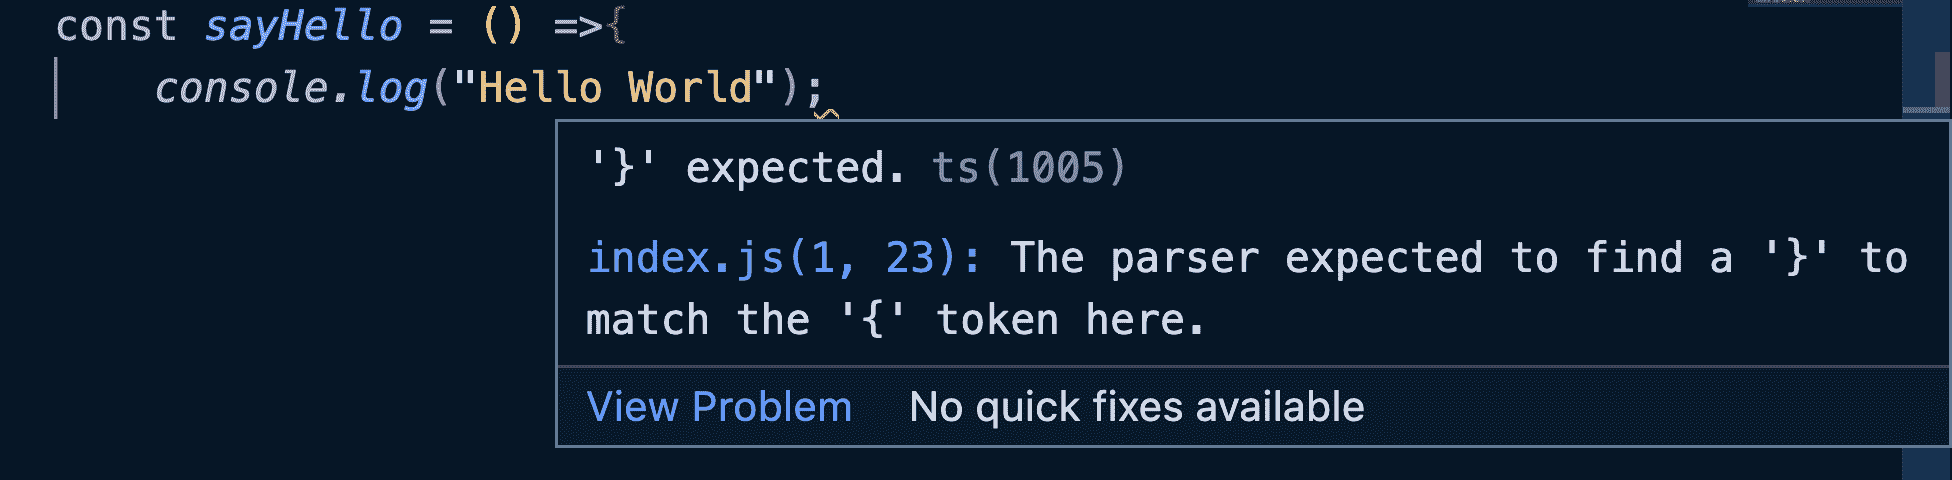 const sayHello = () =>{
console.log("Hello World");
'}' expected. ts(1005)
index.js(1, 23): The parser expected to find a '}' to
match the '{' token here.
View Problem No quick fixes available